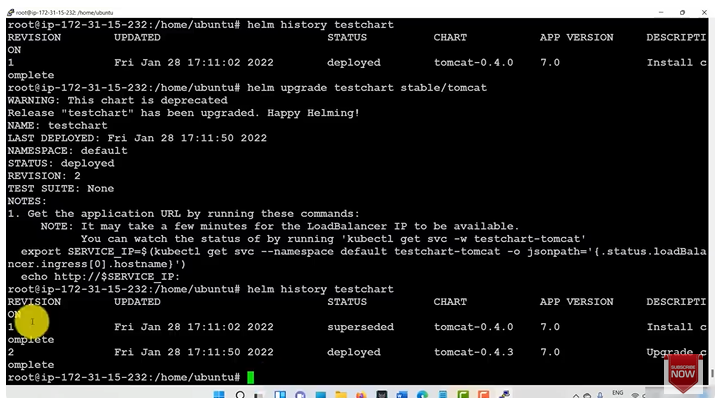 root@ip-172-31-15-232: /home/ubuntu
root@ip-172-31-15-232:/home/ubuntu# helm history testchart
REVISION UPDATED STATUS CHART APP VERSION DESCRIPTI
ON
1 Fri Jan 28 17:11:02 2022 deployed tomcat-0.4.0 7.0 Install c
omplete
root@ip-172-31-15-232:/home/ubuntu# helm upgrade testchart stable/tomcat
WARNING: This chart is deprecated
Release "testchart" has been upgraded. Happy Helming!
NAME: testchart
LAST DEPLOYED: Fri Jan 28 17:11:50 2022
NAMESPACE: default
STATUS: deployed
REVISION: 2
TEST SUITE: None
NOTES:
1. Get the application URL by running these commands:
NOTE: It may take a few minutes for the LoadBalancer IP to be available.
You can watch the status of by running 'kubectl get svc -w testchart-tomcat'
export SERVICE_IP=$(kubectl get svc --namespace default testchart-tomcat -o jsonpath='{.status.loadBala
ncer.ingress[0].hostname}')
echo http://$SERVICE_IP:
root@ip-172-31-15-232:/home/ubuntu# helm history testchart
REVISION UPDATED STATUS CHART APP VERSION DESCRIPTI
ON
1 Fri Jan 28 17:11:02 2022 superseded tomcat-0.4.0 7.0 Install c
omplete
2 Fri Jan 28 17:11:50 2022 deployed tomcat-0.4.3 7.0 Upgrade c
omplete
root@ip-172-31-15-232:/home/ubuntu#
SUBSCRIBE
NOW
ENG